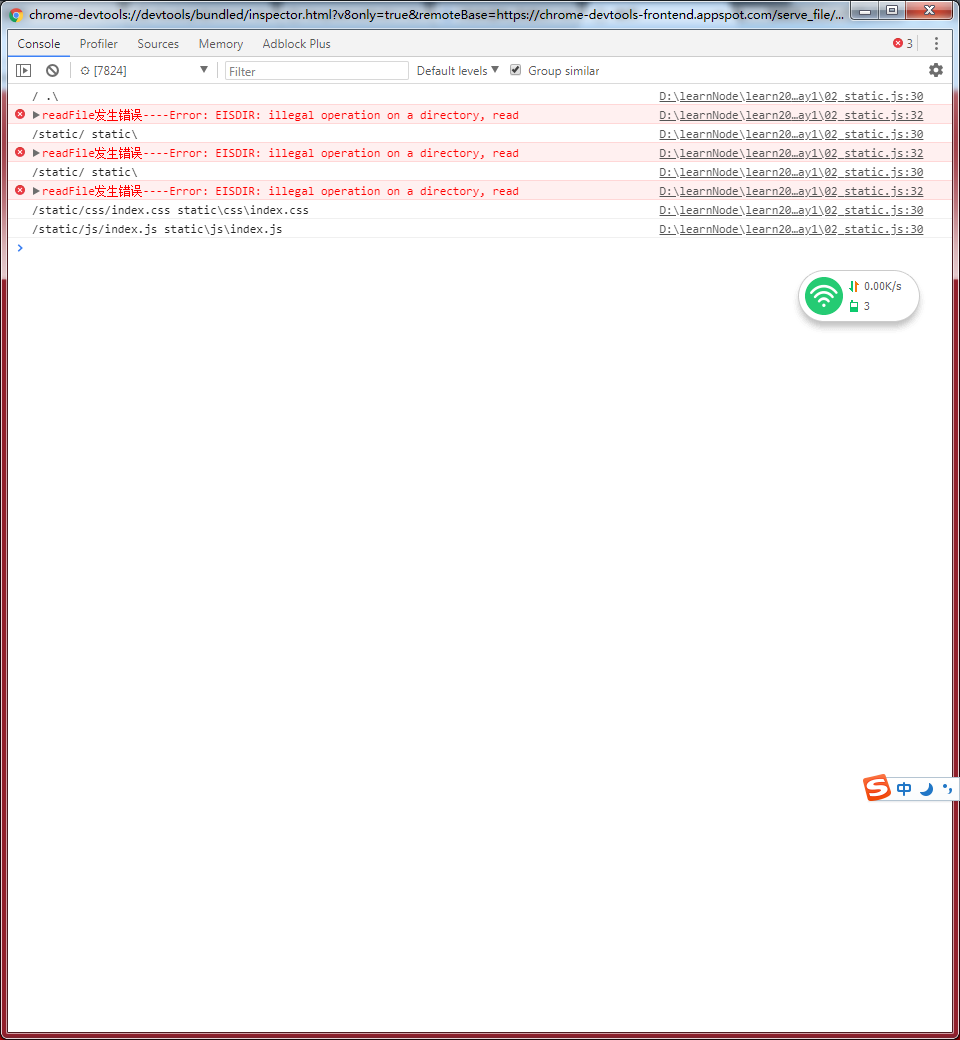 chrome-devtools://devtools/bundled/inspector.html?v8only=true&remoteBase=https://chrome-devtools-frontend.appspot.com/serve_file/...
Console Profiler Sources Memory Adblock Plus 3
[7824] Filter Default levels Group similar
/ .\ D:\learnNode\learn20…ay1\02_static.js:30
readFile发生错误----Error: EISDIR: illegal operation on a directory, read D:\learnNode\learn20…ay1\02_static.js:32
/static/ static\ D:\learnNode\learn20…ay1\02_static.js:30
readFile发生错误----Error: EISDIR: illegal operation on a directory, read D:\learnNode\learn20…ay1\02_static.js:32
/static/ static\ D:\learnNode\learn20…ay1\02_static.js:30
readFile发生错误----Error: EISDIR: illegal operation on a directory, read D:\learnNode\learn20…ay1\02_static.js:32
/static/css/index.css static\css\index.css D:\learnNode\learn20…ay1\02_static.js:30
/static/js/index.js static\js\index.js D:\learnNode\learn20…ay1\02_static.js:30
0.00K/s
3
S 中